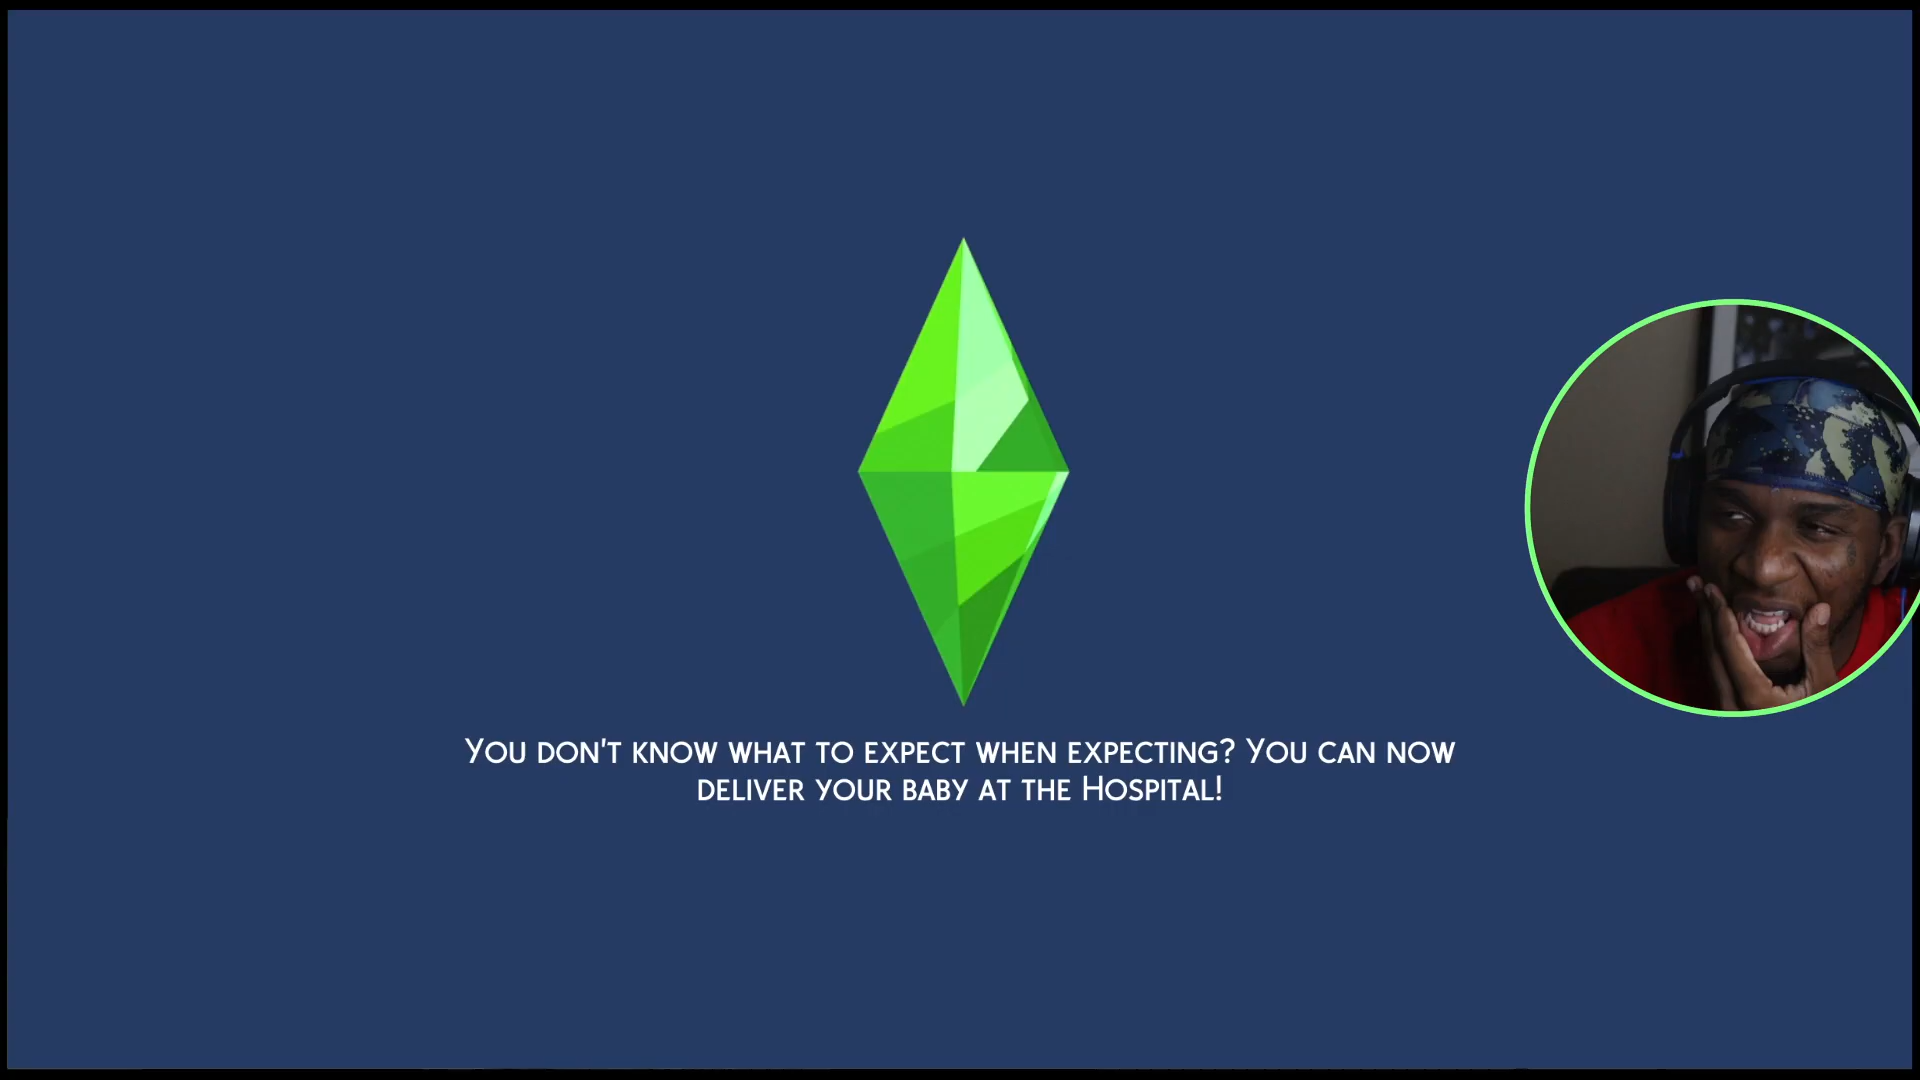 You don't know what to expect when expecting? You can now
deliver your baby at the Hospital!